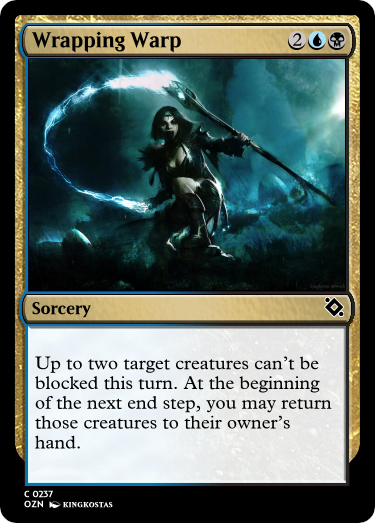 Wrapping Warp 2
Sorcery
Up to two target creatures can't be
blocked this turn. At the beginning
of the next end step, you may return
those creatures to their owner's
hand.
C 0237
OZN KINGKOSTAS